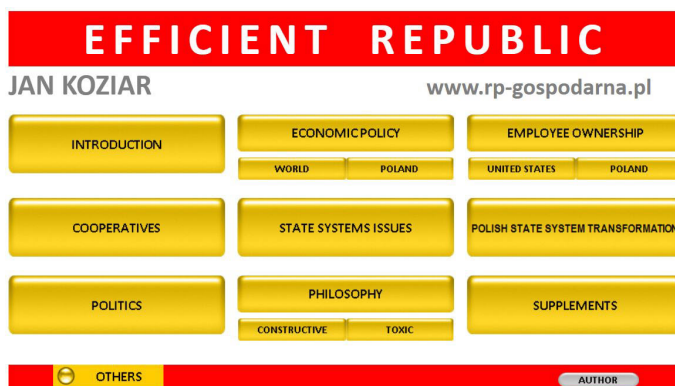 EFFICIENT REPUBLIC
JAN KOZIAR www.rp-gospodarna.pl
INTRODUCTION
ECONOMIC POLICY
WORLD POLAND
EMPLOYEE OWNERSHIP
UNITED STATES POLAND
COOPERATIVES
STATE SYSTEMS ISSUES
POLISH STATE SYSTEM TRANSFORMATION
POLITICS
PHILOSOPHY
CONSTRUCTIVE TOXIC
SUPPLEMENTS
OTHERS
AUTHOR